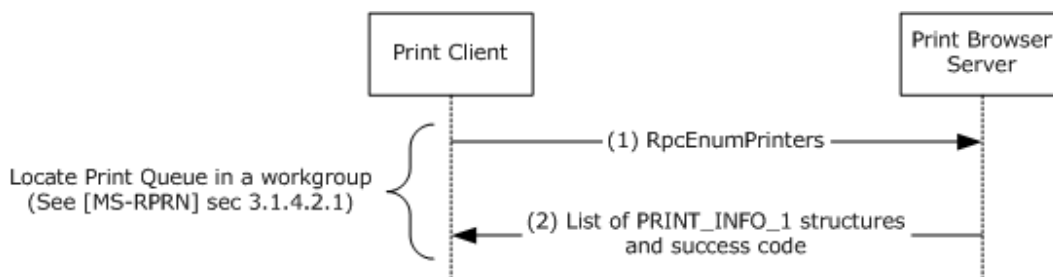 Print Client
Print Browser
Server
(1) RpcEnumPrinters
Locate Print Queue in a workgroup
(See [MS-RPRN] sec 3.1.4.2.1)
(2) List of PRINT_INFO_1 structures
and success code